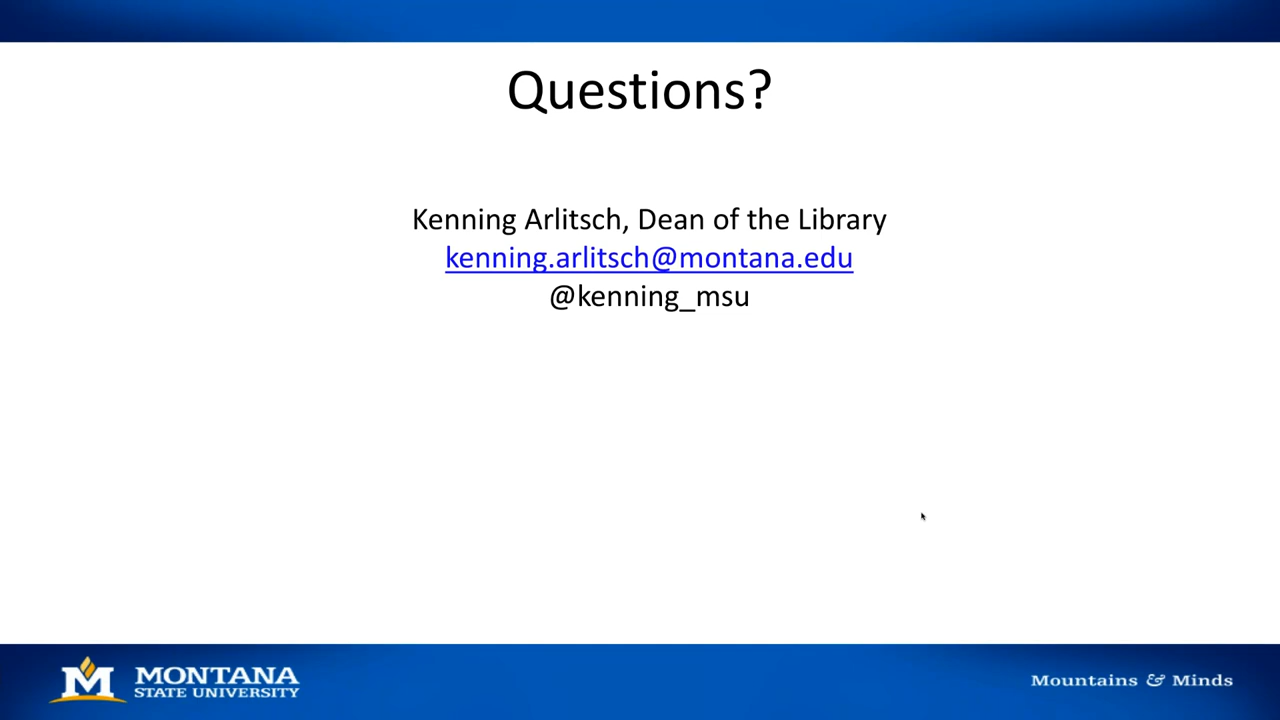 Questions?
Kenning Arlitsch, Dean of the Library
kenning.arlitsch@montana.edu
@kenning_msu
M MONTANA
STATE UNIVERSITY
Mountains & Minds